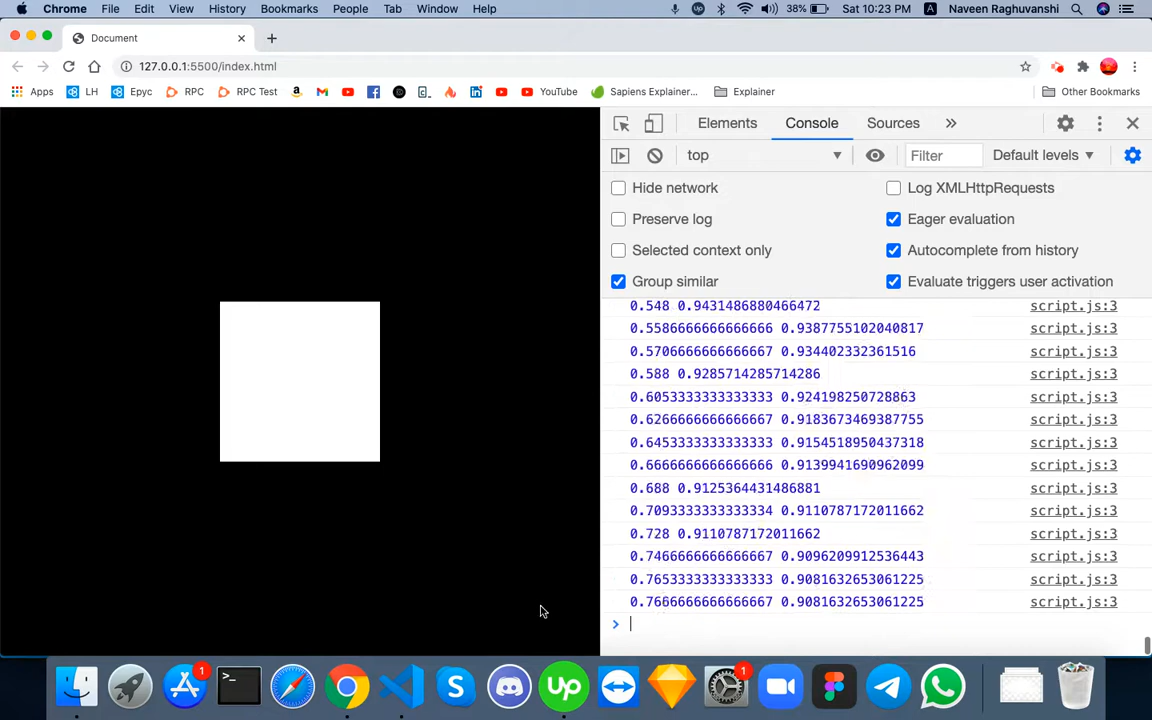 Chrome File Edit View History Bookmarks People Tab Window Help 38% Sat 10:23 PM A Naveen Raghuvanshi
Document
127.0.0.1:5500/index.html
Apps LH Epyc RPC RPC Test YouTube Sapiens Explainer... Explainer Other Bookmarks
Elements Console Sources
top Filter Default levels
Hide network Log XMLHttpRequests
Preserve log Eager evaluation
Selected context only Autocomplete from history
Group similar Evaluate triggers user activation
0.548 0.9431486880466472 script.js:3
0.5586666666666666 0.9387755102040817 script.js:3
0.5706666666666667 0.934402332361516 script.js:3
0.588 0.9285714285714286 script.js:3
0.6053333333333333 0.924198250728863 script.js:3
0.6266666666666667 0.9183673469387755 script.js:3
0.6453333333333333 0.9154518950437318 script.js:3
0.6666666666666666 0.9139941690962099 script.js:3
0.688 0.9125364431486881 script.js:3
0.7093333333333334 0.9110787172011662 script.js:3
0.728 0.9110787172011662 script.js:3
0.7466666666666667 0.9096209912536443 script.js:3
0.7653333333333333 0.9081632653061225 script.js:3
0.7666666666666667 0.9081632653061225 script.js:3
>
1 >_ Up 1